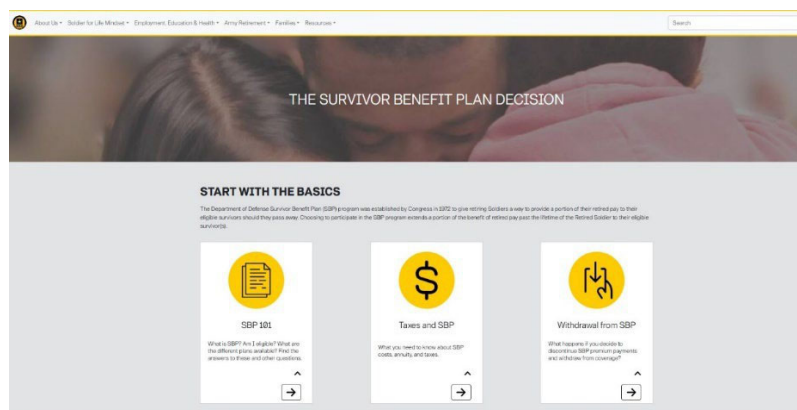 About Us Soldier for Life Mindset Employment, Education & Health Army Retirement Families Resources Search
THE SURVIVOR BENEFIT PLAN DECISION
START WITH THE BASICS
The Department of Defense Survivor Benefit Plan (SBP) program was established by Congress in 1972 to give retiring Soldiers a way to provide a portion of their retired pay to their
eligible survivors should they pass away. Choosing to participate in the SBP program extends a portion of the benefit of retired pay past the lifetime of the Retired Soldier to their eligible
survivor(s).
SBP 101
What is SBP? Am I eligible? What are
the different plans available? Find the
answers to these and other questions.
Taxes and SBP
What you need to know about SBP
costs, annuity, and taxes.
Withdrawal from SBP
What happens if you decide to
discontinue SBP premium payments
and withdraw from coverage?